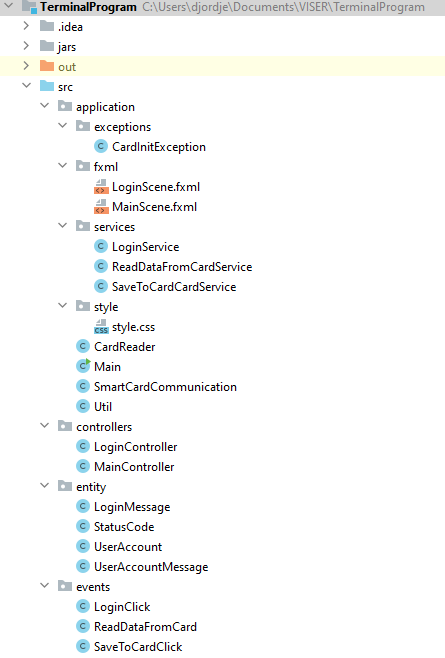 TerminalProgram C:\Users\djordje\Documents\VISER\TerminalProgram
.idea
jars
out
src
application
exceptions
CardInitException
fxml
LoginScene.fxml
MainScene.fxml
services
LoginService
ReadDataFromCardService
SaveToCardCardService
style
style.css
CardReader
Main
SmartCardCommunication
Util
controllers
LoginController
MainController
entity
LoginMessage
StatusCode
UserAccount
UserAccountMessage
events
LoginClick
ReadDataFromCard
SaveToCardClick